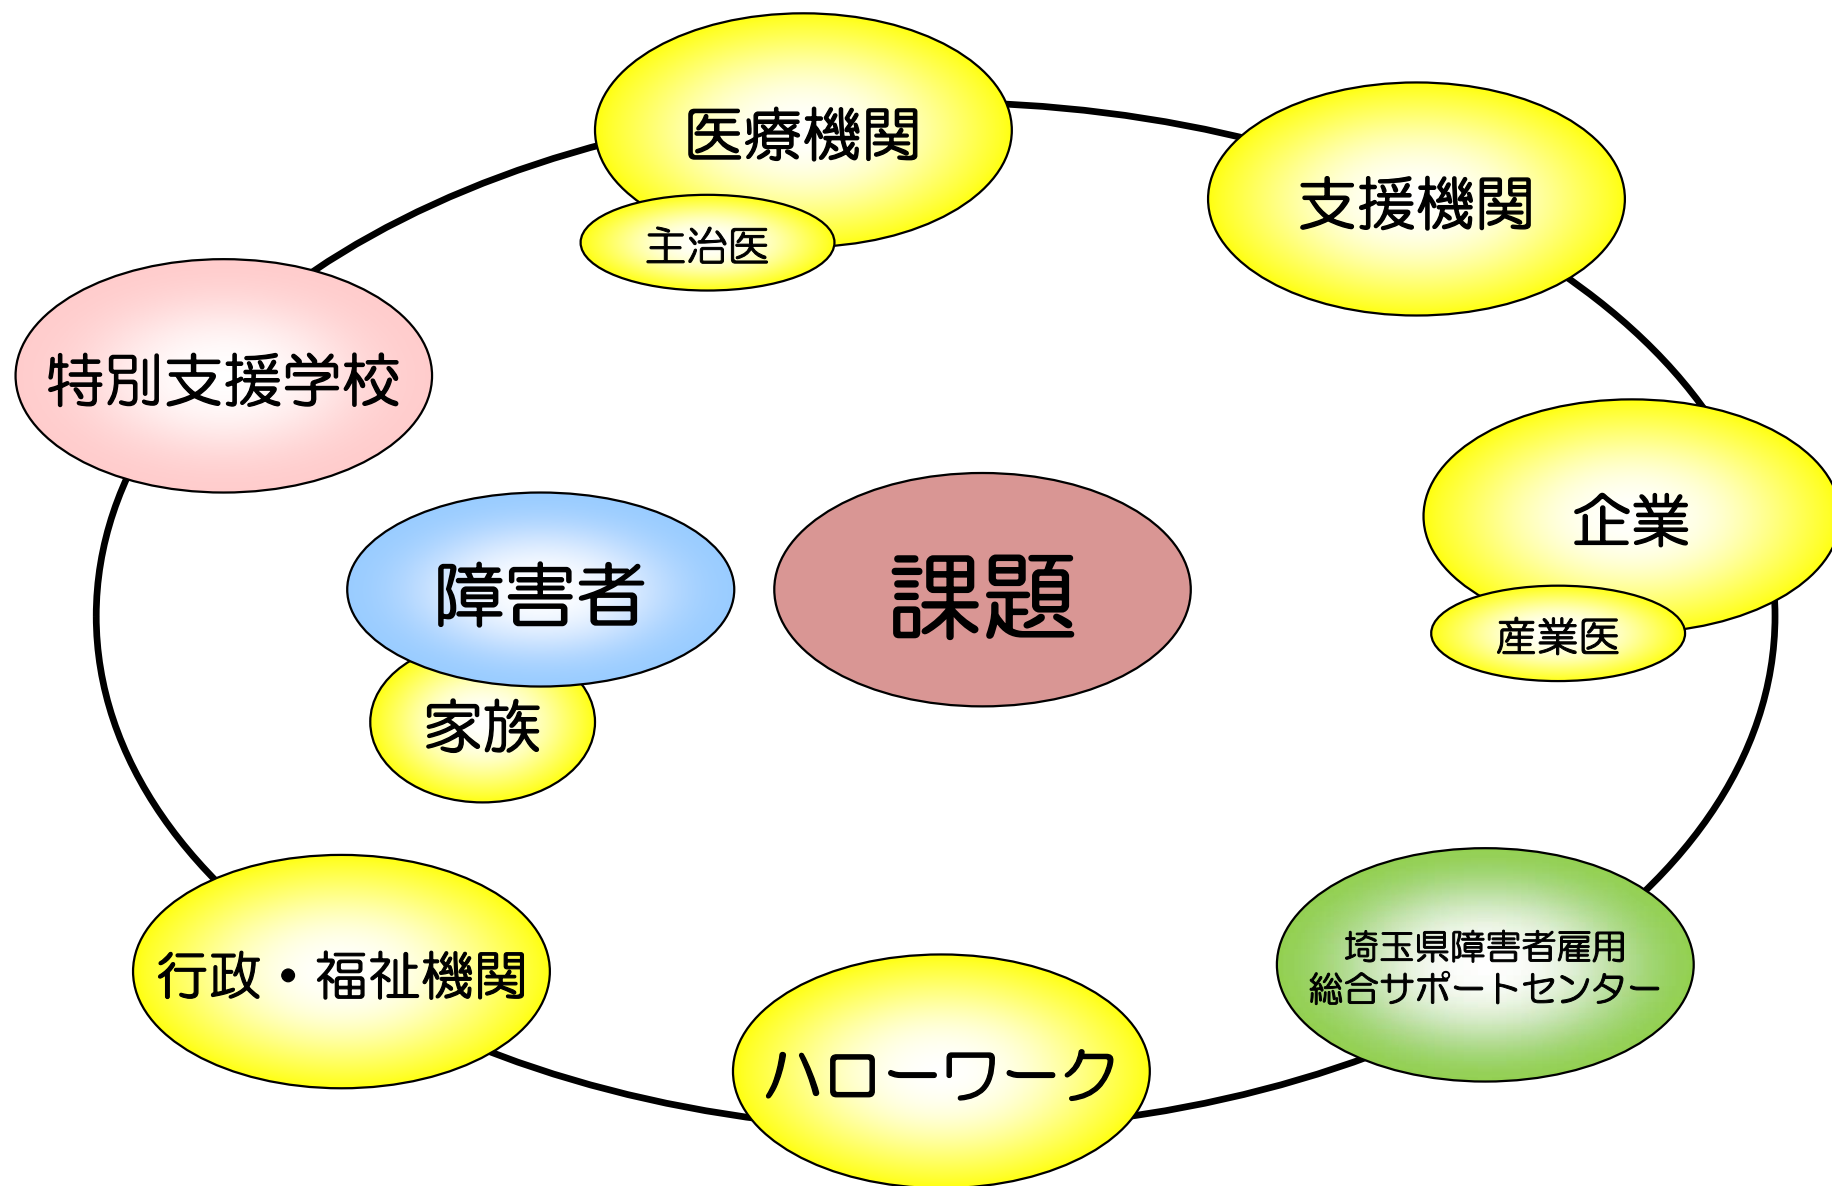 医療機関
支援機関
主治医
特別支援学校
企業
障害者
課題
産業医
家族
行政・福祉機関
埼玉県障害者雇用
総合サポートセンター
ハローワーク